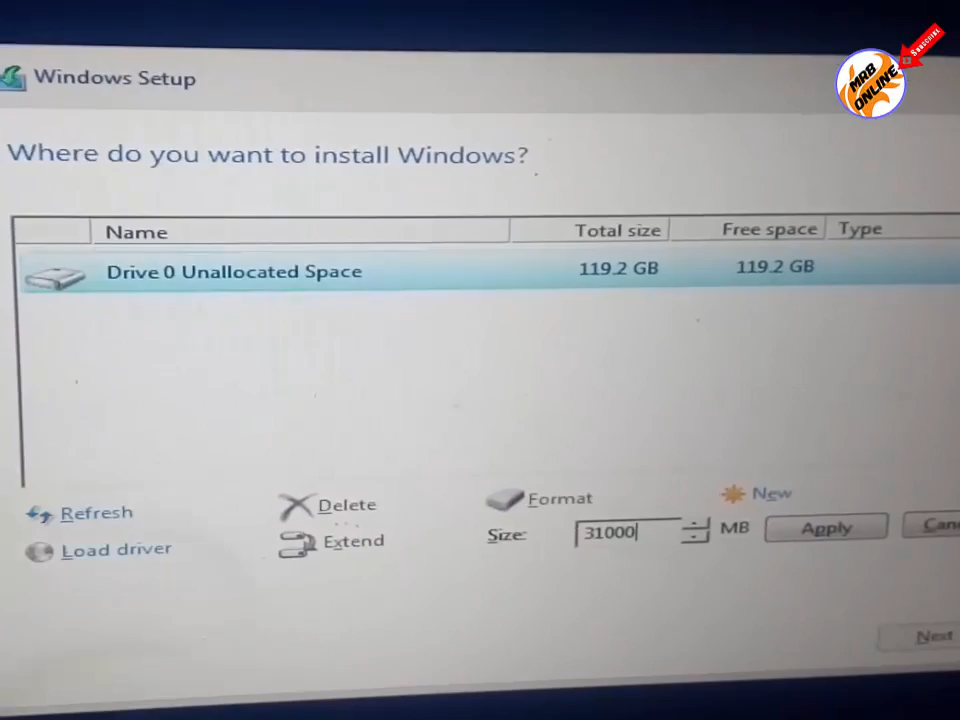 SUBSCRIBE
MRB
ONLINE
Windows Setup
Where do you want to install Windows?
Name Total size Free space Type
Drive 0 Unallocated Space 119.2 GB 119.2 GB
Refresh Delete Format New
Load driver Extend Size: 31000 MB Apply Canc
Next